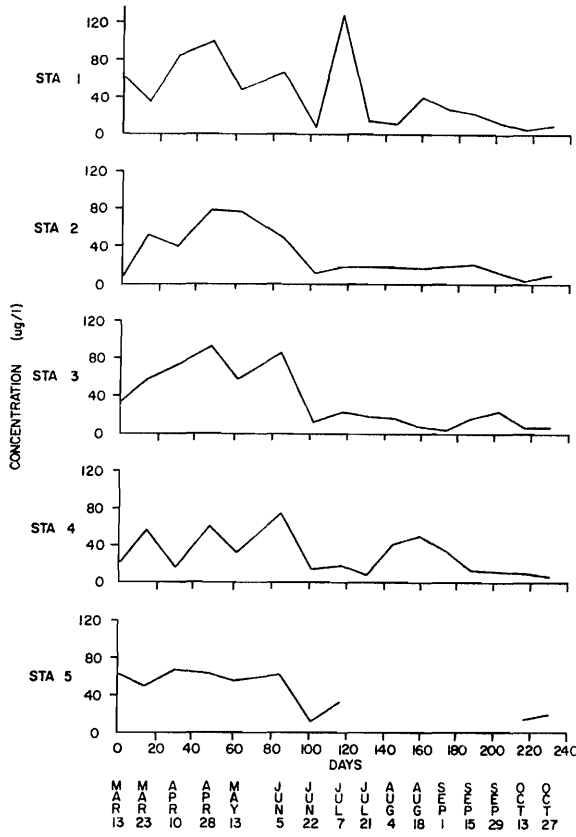 120
80
STA 1
40
0
120
80
STA 2
40
0
CONCENTRATION (ug/l)
120
80
STA 3
40
0
120
80
STA 4
40
0
120
80
STA 5
40
0
0 20 40 60 80 100 120 140 160 180 200 220 240
DAYS
MAR 13 MAR 23 APR 10 APR 28 MAY 13 JUN 5 JUN 22 JUL 7 JUL 21 AUG 4 AUG 18 SEP 1 SEP 15 SEP 29 OCT 13 OCT 27